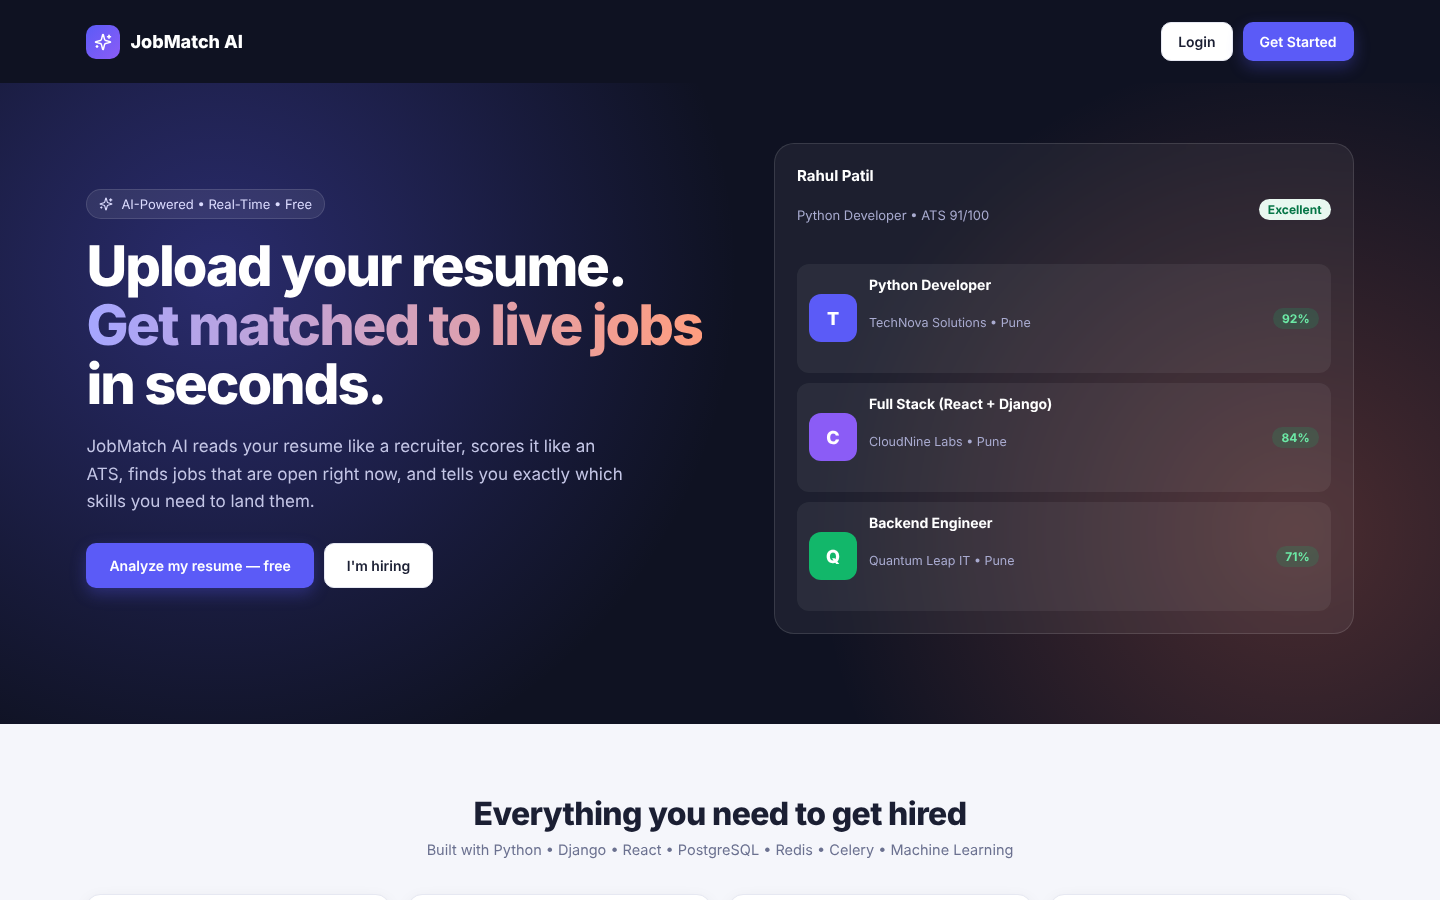 JobMatch AI
Login
Get Started
AI-Powered • Real-Time • Free
Upload your resume.
Get matched to live jobs
in seconds.
JobMatch AI reads your resume like a recruiter, scores it like an
ATS, finds jobs that are open right now, and tells you exactly which
skills you need to land them.
Analyze my resume — free
I'm hiring
Rahul Patil
Python Developer • ATS 91/100
Excellent
T
Python Developer
TechNova Solutions • Pune
92%
C
Full Stack (React + Django)
CloudNine Labs • Pune
84%
Q
Backend Engineer
Quantum Leap IT • Pune
71%
Everything you need to get hired
Built with Python • Django • React • PostgreSQL • Redis • Celery • Machine Learning